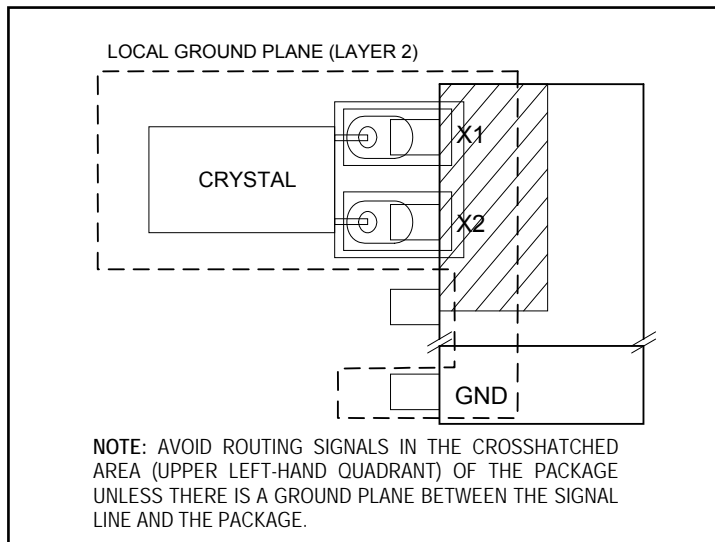 LOCAL GROUND PLANE (LAYER 2)
X1
CRYSTAL
X2
GND
NOTE: AVOID ROUTING SIGNALS IN THE CROSSHATCHED
AREA (UPPER LEFT-HAND QUADRANT) OF THE PACKAGE
UNLESS THERE IS A GROUND PLANE BETWEEN THE SIGNAL
LINE AND THE PACKAGE.